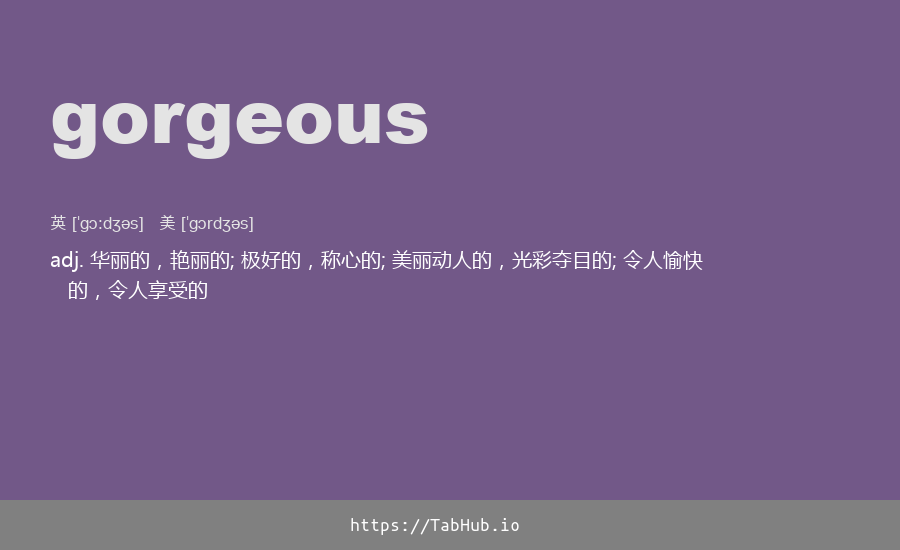 gorgeous
英 ['gɔːdʒəs] 美 ['gɔrdʒəs]
adj. 华丽的，艳丽的; 极好的，称心的; 美丽动人的，光彩夺目的; 令人愉快
的，令人享受的
https://TabHub.io